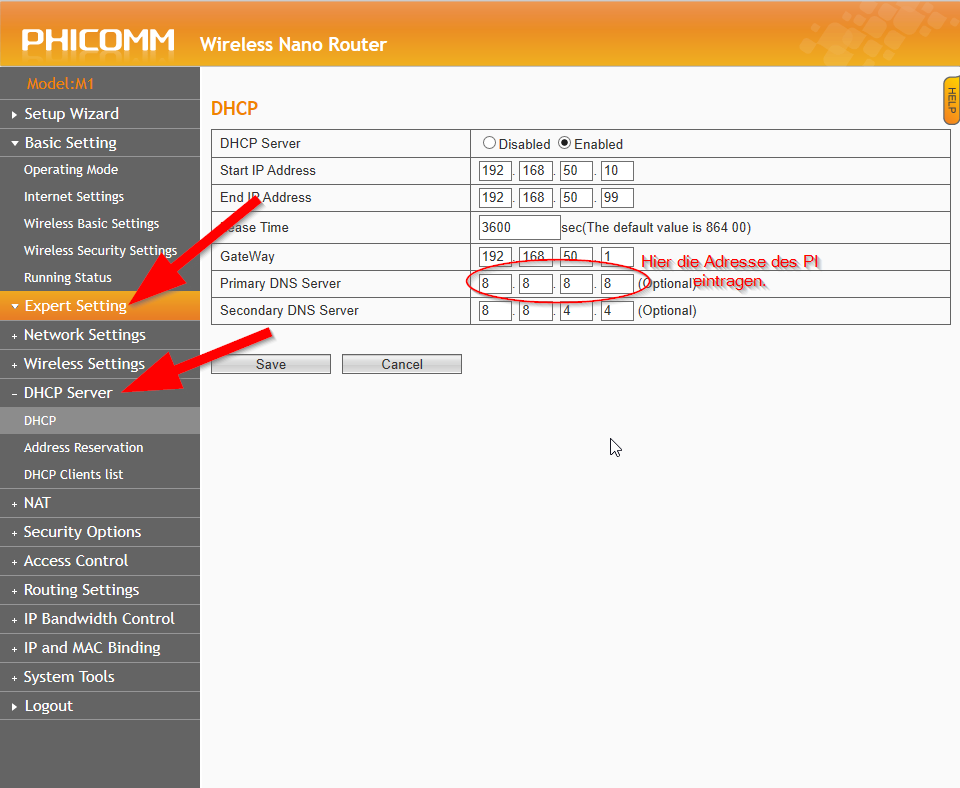 PHICOMM Wireless Nano Router
HELP
Model:M1
Setup Wizard
Basic Setting
Operating Mode
Internet Settings
Wireless Basic Settings
Wireless Security Settings
Running Status
Expert Setting
Network Settings
Wireless Settings
DHCP Server
DHCP
Address Reservation
DHCP Clients list
NAT
Security Options
Access Control
Routing Settings
IP Bandwidth Control
IP and MAC Binding
System Tools
Logout
DHCP
DHCP Server Disabled Enabled
Start IP Address 192 . 168 . 50 . 10
End IP Address 192 . 168 . 50 . 99
ease Time 3600 sec(The default value is 864 00)
GateWay 192 . 168 . 50 . 1
Primary DNS Server 8 . 8 . 8 . 8 (Optional)
Hier die Adresse des PI
eintragen.
Secondary DNS Server 8 . 8 . 4 . 4 (Optional)
Save Cancel